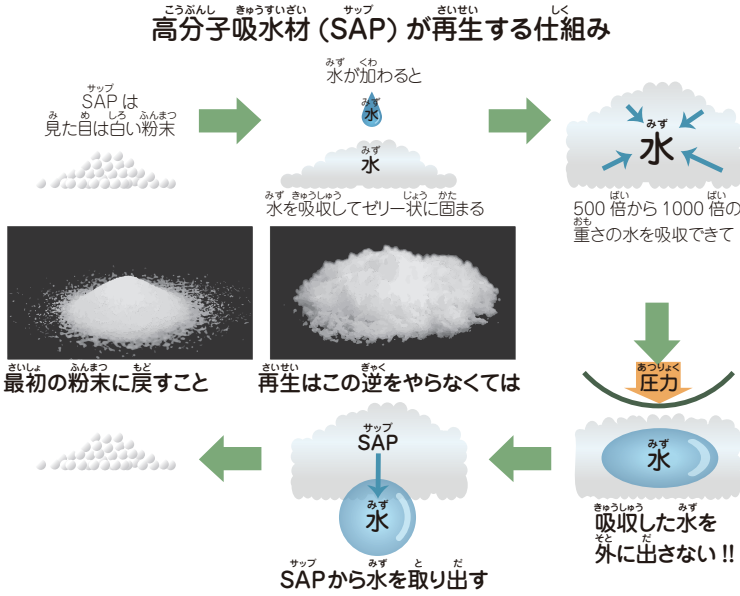 高分子吸水材（SAP）が再生する仕組み
SAPは
見た目は白い粉末
水が加わると
水
水
水を吸収してゼリー状に固まる
水
500倍から1000倍の
重さの水を吸収できて
圧力
水
吸収した水を
外に出さない!!
再生はこの逆をやらなくては
SAP
水
SAPから水を取り出す
最初の粉末に戻すこと